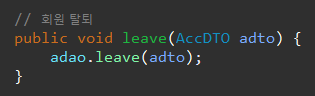 // 회원 탈퇴
public void leave(AccDTO adto) {
    adao.leave(adto);
}